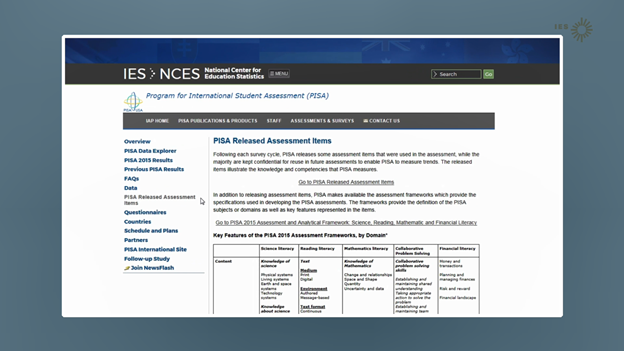 IES
IES NCES National Center for
Education Statistics
MENU
Search Go
Program for International Student Assessment (PISA)
IAP HOME PISA PUBLICATIONS & PRODUCTS STAFF ASSESSMENTS & SURVEYS CONTACT US
Overview
PISA Data Explorer
PISA 2015 Results
Previous PISA Results
FAQs
Data
PISA Released Assessment
Items
Questionnaires
Countries
Schedule and Plans
Partners
PISA International Site
Follow-up Study
Join NewsFlash
PISA Released Assessment Items
Following each survey cycle, PISA releases some assessment items that were used in the assessment, while
the majority are kept confidential for reuse in future assessments to enable PISA to measure trends. The released
items illustrate the knowledge and competencies that PISA measures.
Go to PISA Released Assessment Items
In addition to releasing assessment items, PISA makes available the assessment frameworks which provide the
specifications used in developing the PISA assessments. The frameworks provide the definition of the PISA
subjects or domains as well as key features represented in the items.
Go to PISA 2015 Assessment and Analytical Framework: Science, Reading, Mathematic and Financial Literacy
Key Features of the PISA 2015 Assessment Frameworks, by Domain*
Science literacy
Reading literacy
Mathematics literacy
Collaborative
Problem Solving
Financial literacy
Content
Knowledge of
science
Physical systems
Living systems
Earth and space
systems
Technology
systems
Knowledge
about science
Text
Medium
Print
Digital
Environment
Authored
Message-based
Text format
Continuous
Knowledge of
Mathematics
Change and relationships
Space and Shape
Quantity
Uncertainty and data
Collaborative
problem solving
skills
Establishing and
maintaining shared
understanding
Taking appropriate
action to solve the
problem
Establishing and
maintaining team
Money and
transactions
Planning and
managing finances
Risk and reward
Financial landscape